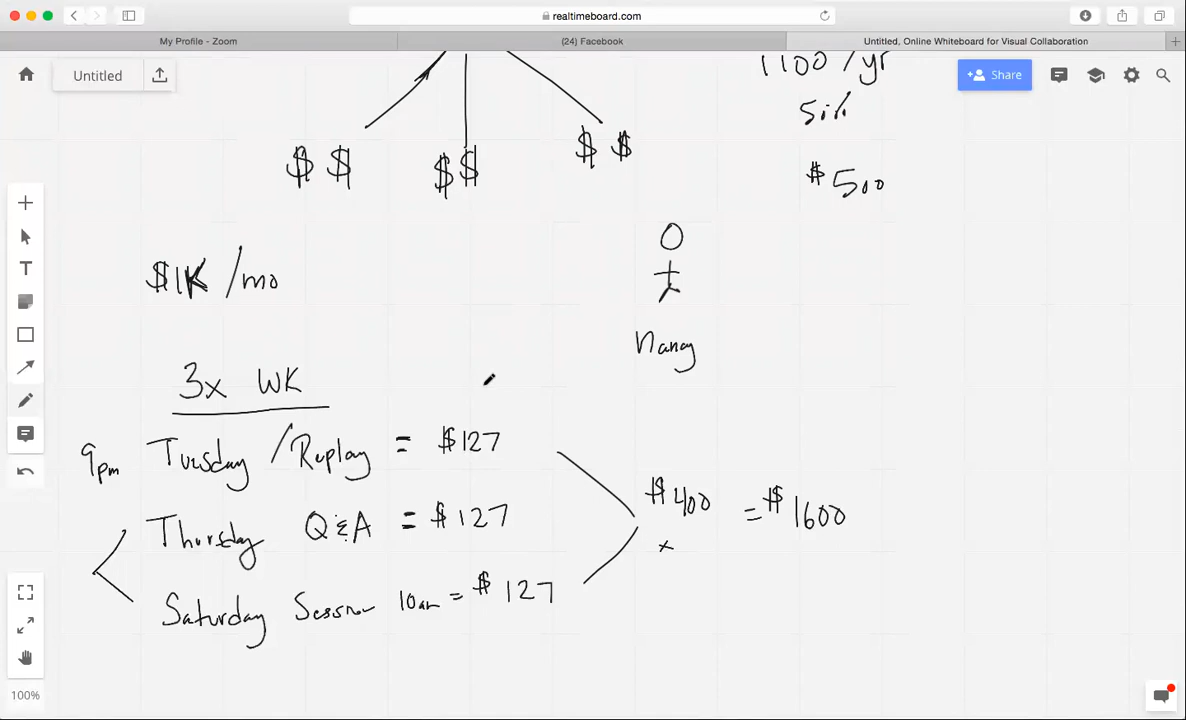 realtimeboard.com
My Profile - Zoom
(24) Facebook
Untitled, Online Whiteboard for Visual Collaboration
Untitled
Share
1100 /yr
50%
$ $
$ $
$ $
$500
$1K /mo
Nancy
3x WK
9pm Tuesday / Replay = $127
Thursday Q & A = $127
Saturday Session 10am = $127
$400 = $1600
x
100%